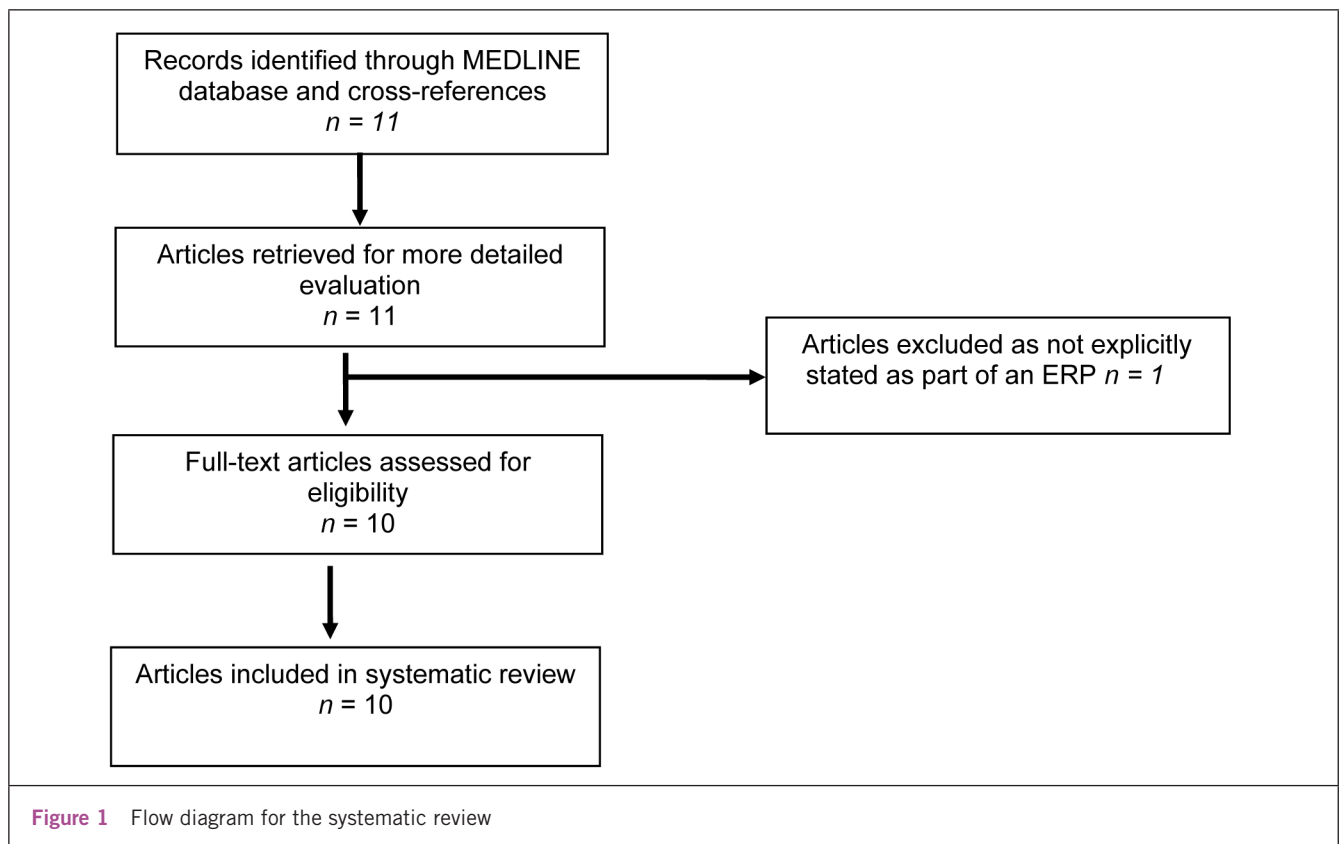 Records identified through MEDLINE
database and cross-references
n = 11
Articles retrieved for more detailed
evaluation
n = 11
Articles excluded as not explicitly
stated as part of an ERP n = 1
Full-text articles assessed for
eligibility
n = 10
Articles included in systematic review
n = 10
Figure 1 Flow diagram for the systematic review